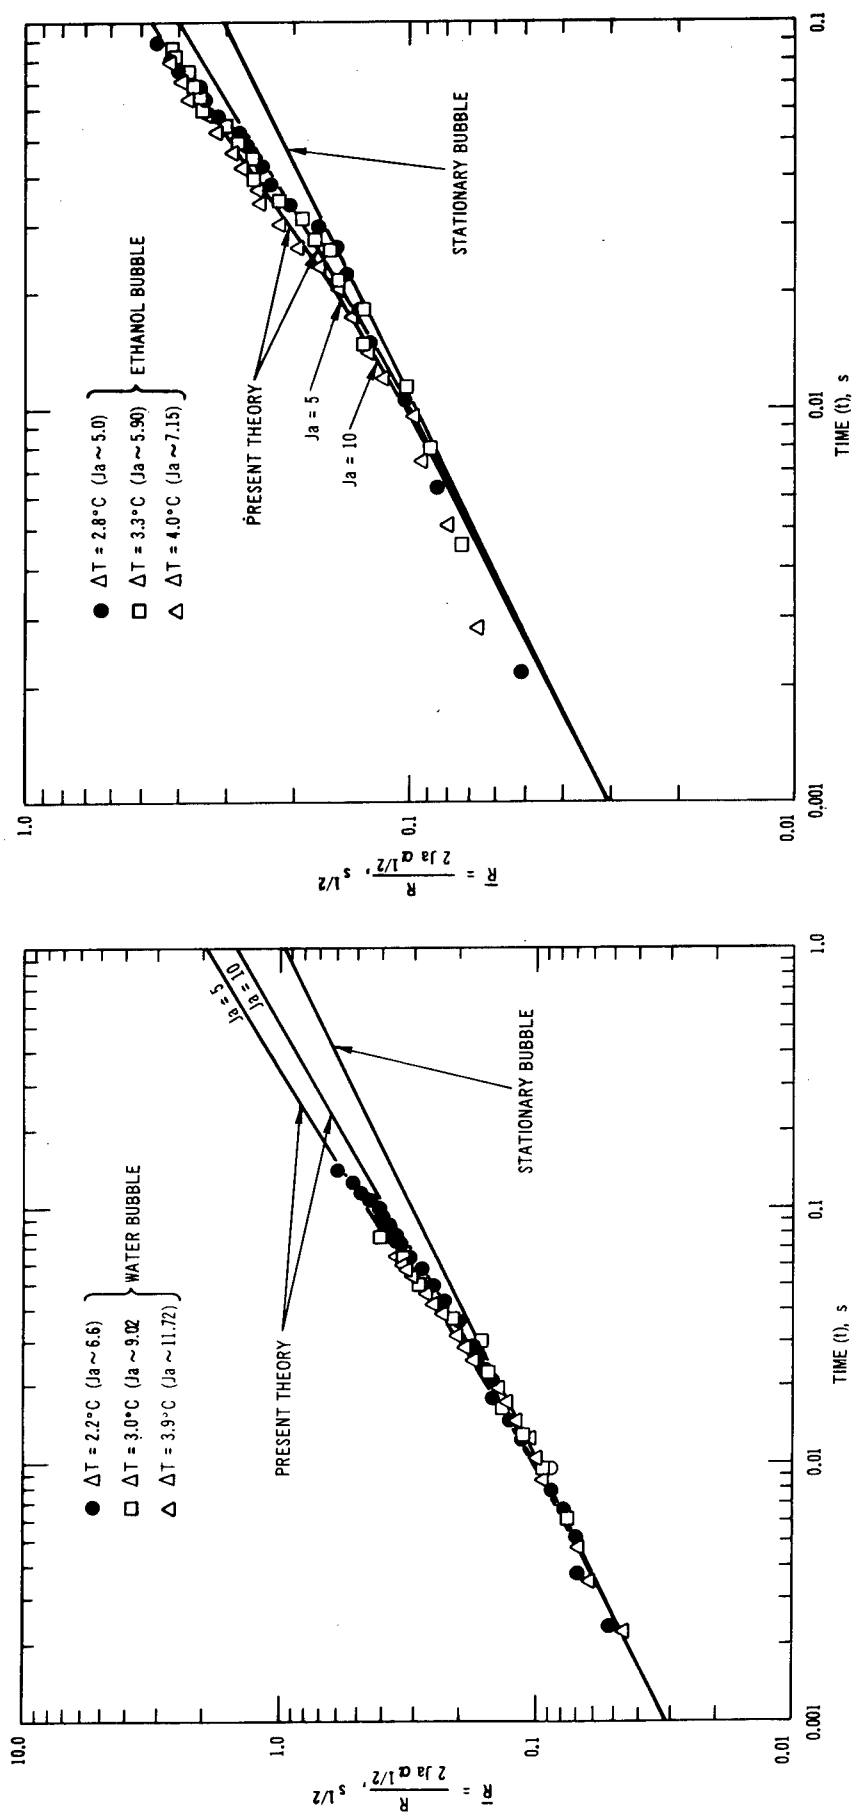 10.0
1.0
0.1
0.01
R̄ = R / 2 Ja α1/2, s1/2
● ΔT = 2.2°C (Ja ~ 6.6)
□ ΔT = 3.0°C (Ja ~ 9.02
△ ΔT = 3.9°C (Ja ~ 11.72)
WATER BUBBLE
PRESENT THEORY
Ja = 5
Ja = 10
STATIONARY BUBBLE
0.001
0.01
0.1
1.0
TIME (t), s
1.0
0.1
0.01
R̄ = R / 2 Ja α1/2, s1/2
● ΔT = 2.8°C (Ja ~ 5.0)
□ ΔT = 3.3°C (Ja ~ 5.90)
△ ΔT = 4.0°C (Ja ~ 7.15)
ETHANOL BUBBLE
PRESENT THEORY
Ja = 5
Ja = 10
STATIONARY BUBBLE
0.001
0.01
0.1
TIME (t), s